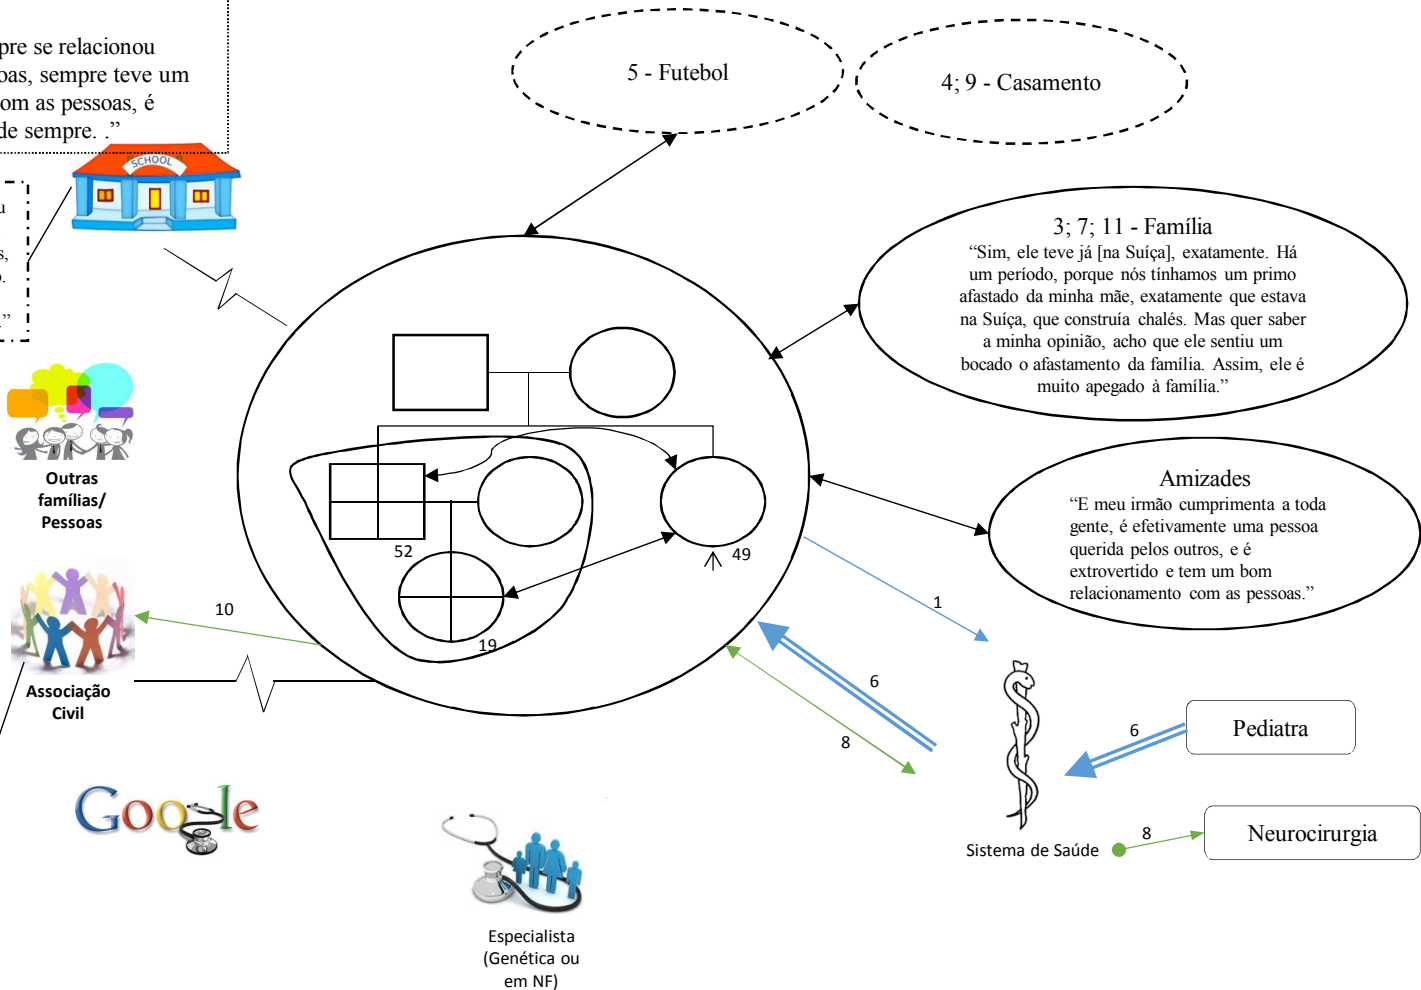 pre se relacionou
oas, sempre teve um
om as pessoas, é
de sempre. .”
SCHOOL
u
s,
o.
.”
5 - Futebol
4; 9 - Casamento
3; 7; 11 - Família
“Sim, ele teve já [na Suíça], exatamente. Há
um período, porque nós tínhamos um primo
afastado da minha mãe, exatamente que estava
na Suíça, que construía chalés. Mas quer saber
a minha opinião, acho que ele sentiu um
bocado o afastamento da família. Assim, ele é
muito apegado à família.”
Amizades
“E meu irmão cumprimenta a toda
gente, é efetivamente uma pessoa
querida pelos outros, e é
extrovertido e tem um bom
relacionamento com as pessoas.”
Outras
famílias/
Pessoas
52
49
19
10
1
6
8
Associação
Civil
6
Pediatra
8
Neurocirurgia
Sistema de Saúde
Google
Especialista
(Genética ou
em NF)